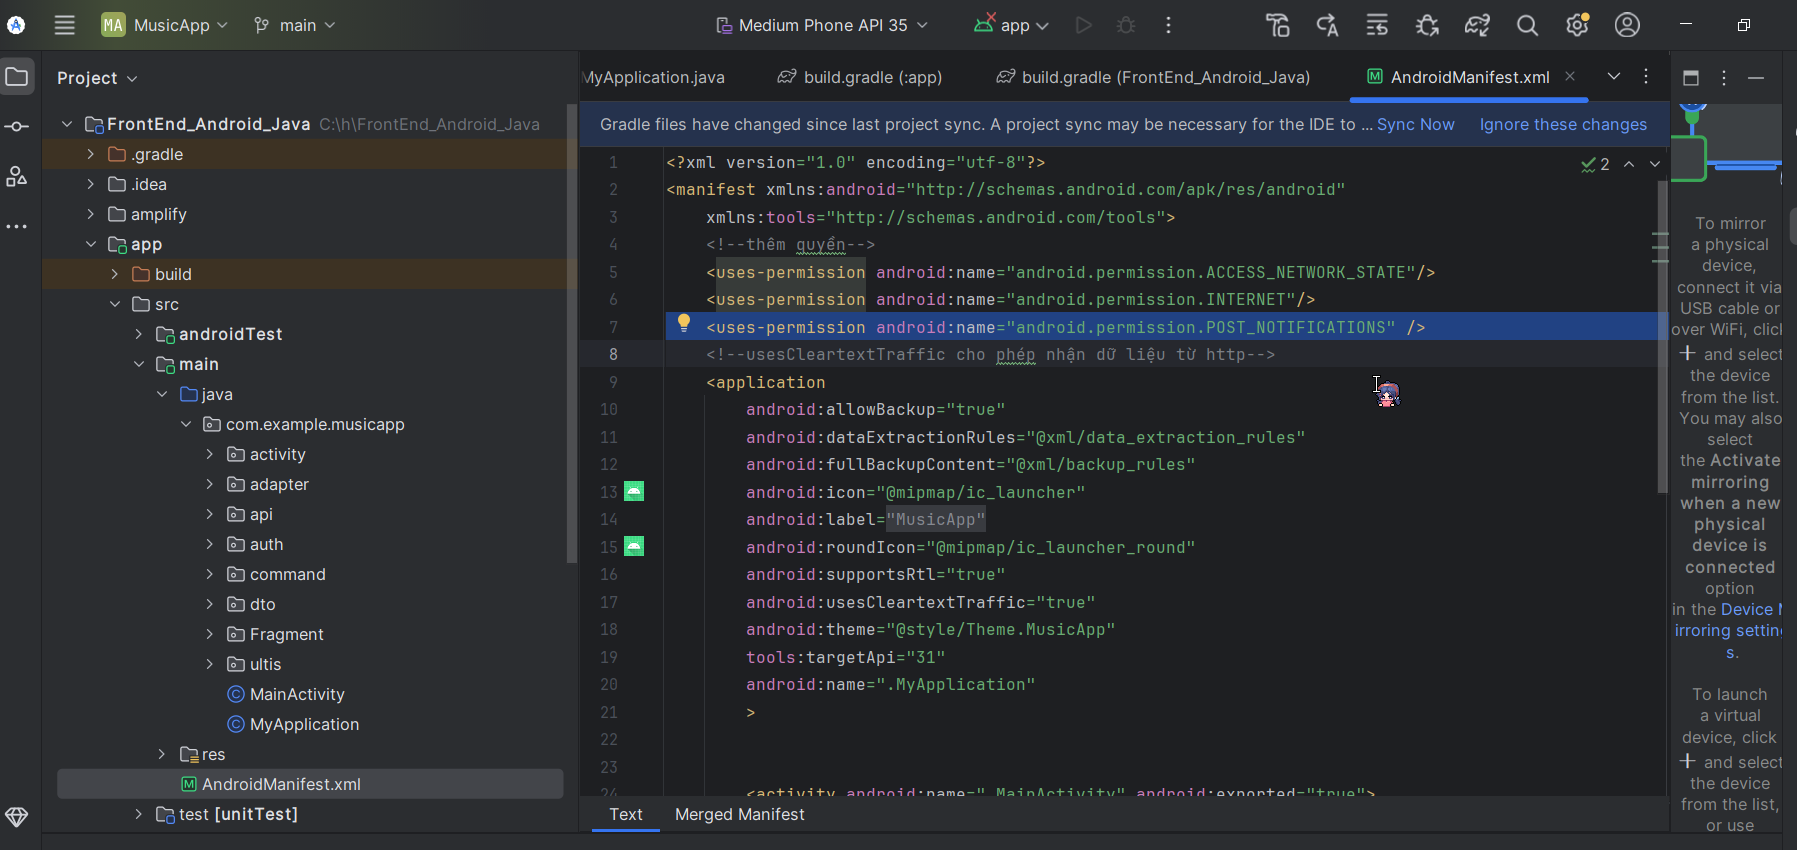 MA MusicApp main Medium Phone API 35 app
Project
FrontEnd_Android_Java C:\h\FrontEnd_Android_Java
.gradle
.idea
amplify
app
build
src
androidTest
main
java
com.example.musicapp
activity
adapter
api
auth
command
dto
Fragment
ultis
MainActivity
MyApplication
res
AndroidManifest.xml
test [unitTest]
MyApplication.java build.gradle (:app) build.gradle (FrontEnd_Android_Java) AndroidManifest.xml
Gradle files have changed since last project sync. A project sync may be necessary for the IDE to ... Sync Now Ignore these changes
2
1 <?xml version="1.0" encoding="utf-8"?>
2 <manifest xmlns:android="http://schemas.android.com/apk/res/android"
3 xmlns:tools="http://schemas.android.com/tools">
4 <!--thêm quyền-->
5 <uses-permission android:name="android.permission.ACCESS_NETWORK_STATE"/>
6 <uses-permission android:name="android.permission.INTERNET"/>
7 <uses-permission android:name="android.permission.POST_NOTIFICATIONS" />
8 <!--usesCleartextTraffic cho phép nhận dữ liệu từ http-->
9 <application
10 android:allowBackup="true"
11 android:dataExtractionRules="@xml/data_extraction_rules"
12 android:fullBackupContent="@xml/backup_rules"
13 android:icon="@mipmap/ic_launcher"
14 android:label="MusicApp"
15 android:roundIcon="@mipmap/ic_launcher_round"
16 android:supportsRtl="true"
17 android:usesCleartextTraffic="true"
18 android:theme="@style/Theme.MusicApp"
19 tools:targetApi="31"
20 android:name=".MyApplication"
21 >
22
23
24 <activity android:name=".MainActivity" android:exported="true">
Text Merged Manifest
To mirror
a physical
device,
connect it via
USB cable or
over WiFi, click
+ and select
the device
from the list.
You may also
select
the Activate
mirroring
when a new
physical
device is
connected
option
in the Device M
irroring setting
s.
To launch
a virtual
device, click
+ and select
the device
from the list,
or use